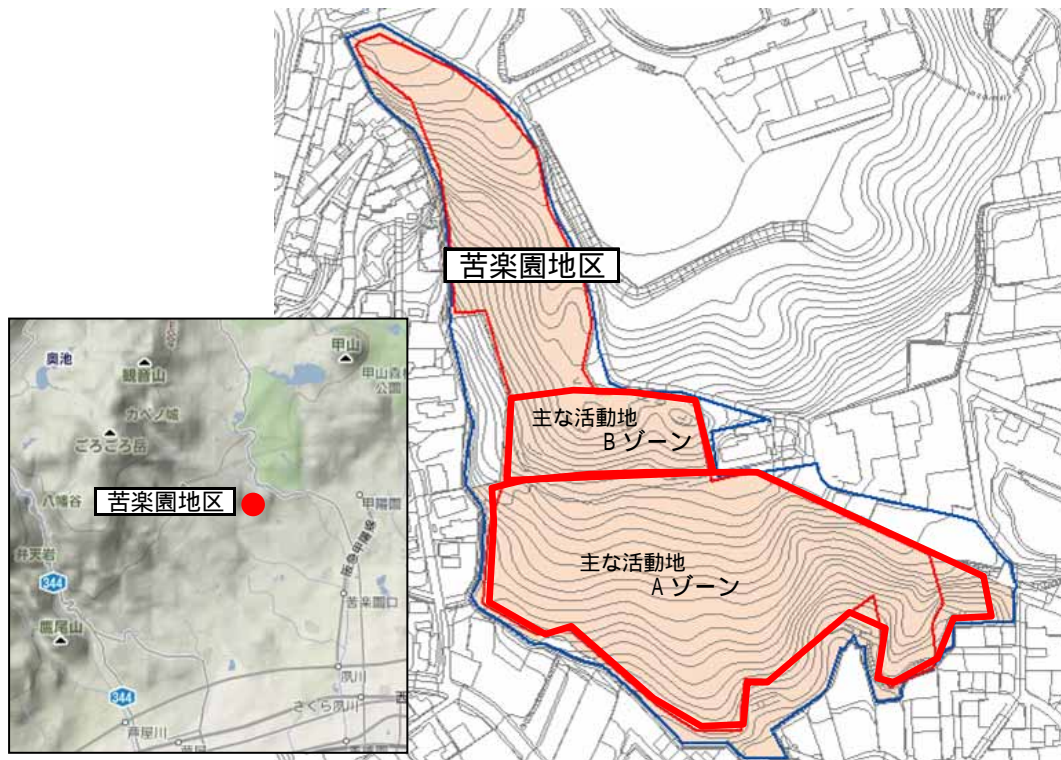 苦楽園地区
主な活動地
Bゾーン
主な活動地
Aゾーン
奥池
観音山
甲山
甲山森
公園
カベノ城
ごろごろ岳
苦楽園地区
八幡谷
甲陽園
弁天岩
阪急甲陽線
344
苦楽園口
鷹尾山
344
夙川
さくら夙川
西
芦屋川
芦屋